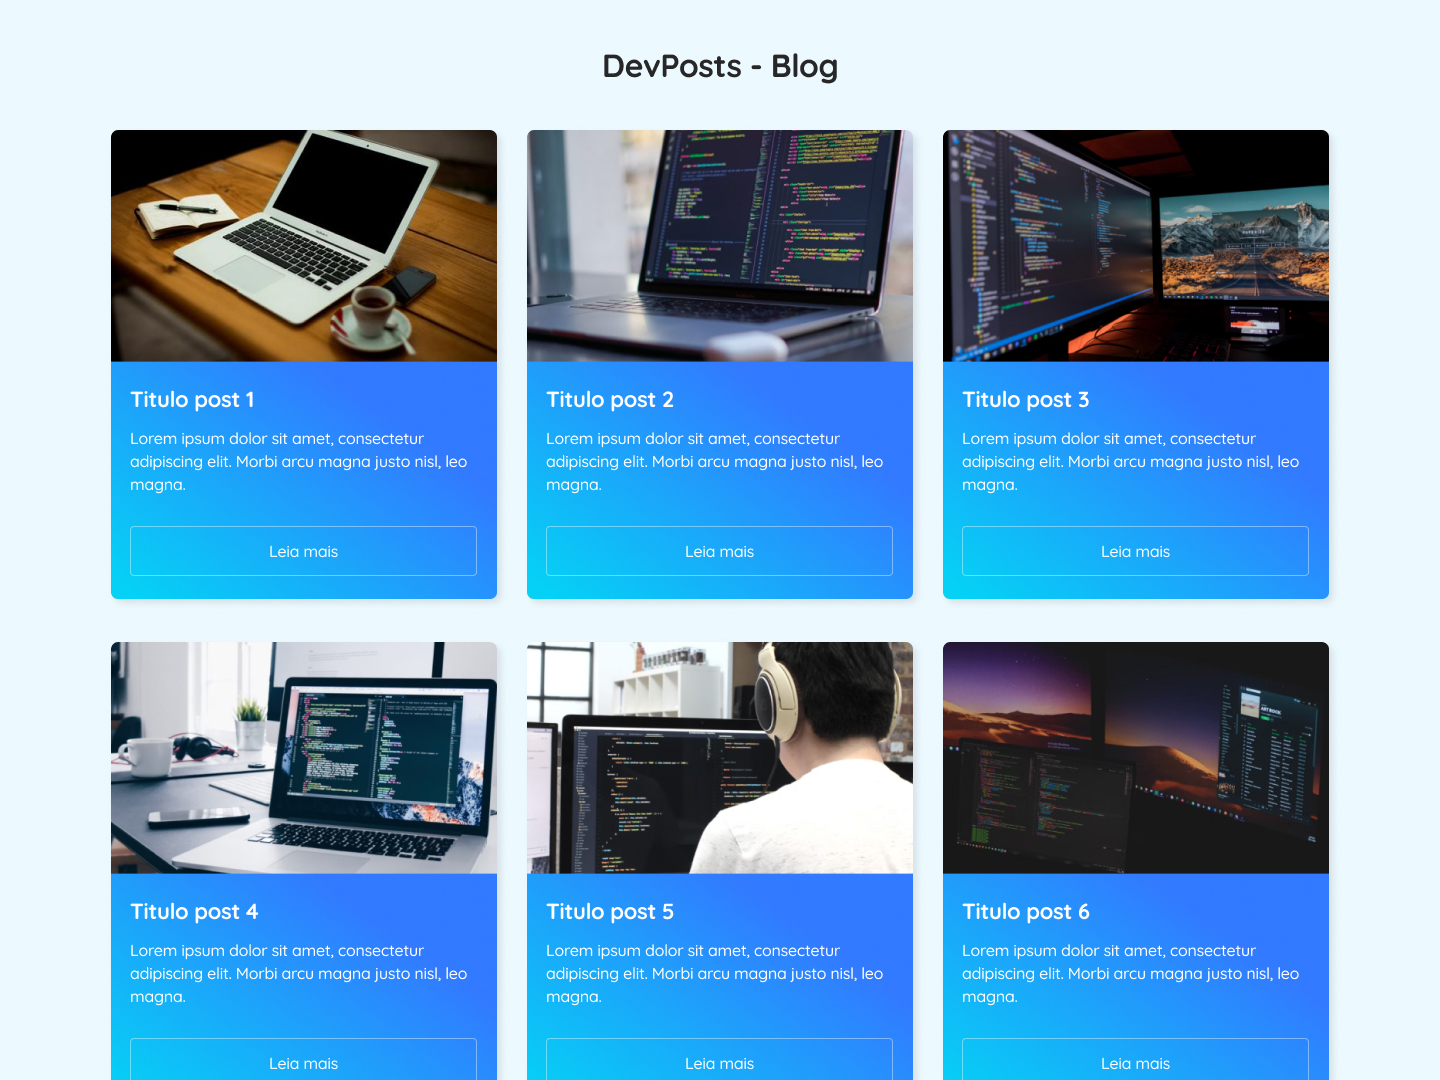 DevPosts - Blog
Titulo post 1
Lorem ipsum dolor sit amet, consectetur
adipiscing elit. Morbi arcu magna justo nisl, leo
magna.
Leia mais
Titulo post 2
Lorem ipsum dolor sit amet, consectetur
adipiscing elit. Morbi arcu magna justo nisl, leo
magna.
Leia mais
Titulo post 3
Lorem ipsum dolor sit amet, consectetur
adipiscing elit. Morbi arcu magna justo nisl, leo
magna.
Leia mais
ART ROCK
Titulo post 4
Lorem ipsum dolor sit amet, consectetur
adipiscing elit. Morbi arcu magna justo nisl, leo
magna.
Leia mais
Titulo post 5
Lorem ipsum dolor sit amet, consectetur
adipiscing elit. Morbi arcu magna justo nisl, leo
magna.
Leia mais
Titulo post 6
Lorem ipsum dolor sit amet, consectetur
adipiscing elit. Morbi arcu magna justo nisl, leo
magna.
Leia mais